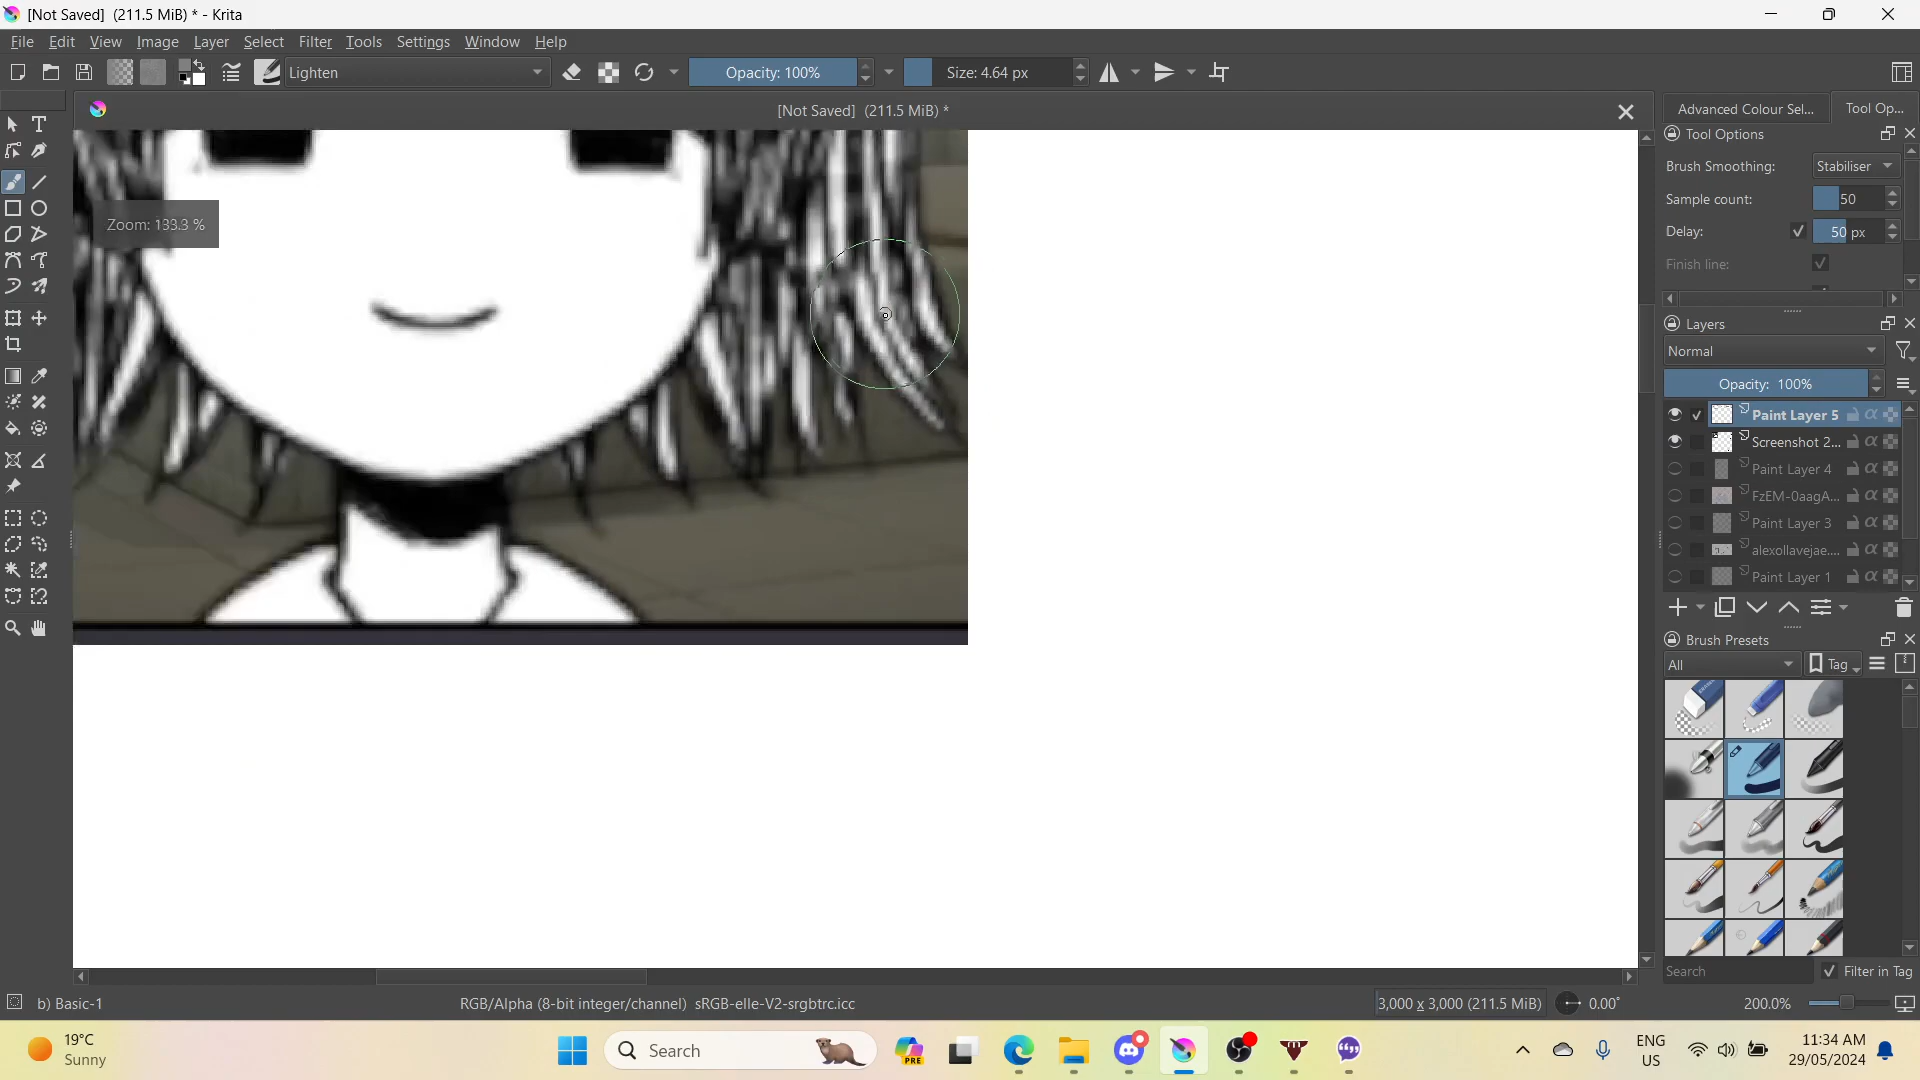 [Not Saved]  (211.5 MiB) * - Krita
File Edit View Image Layer Select Filter Tools Settings Window Help
Lighten
Opacity: 100%
Size: 4.64 px
[Not Saved]  (211.5 MiB) *
Advanced Colour Sel...
Tool Op...
Tool Options
Brush Smoothing: Stabiliser
Sample count: 50
Delay: 50 px
Finish line:
Zoom: 133.3 %
Layers
Normal
Opacity:  100%
Paint Layer 5
Screenshot 2...
Paint Layer 4
FzEM-0aagA...
Paint Layer 3
alexollavejae....
Paint Layer 1
Brush Presets
All
Tag
Search
Filter in Tag
b) Basic-1
RGB/Alpha (8-bit integer/channel)  sRGB-elle-V2-srgbtrc.icc
3,000 x 3,000 (211.5 MiB)
0.00°
200.0%
19°C
Sunny
Search
PRE
ENG
US
11:34 AM
29/05/2024